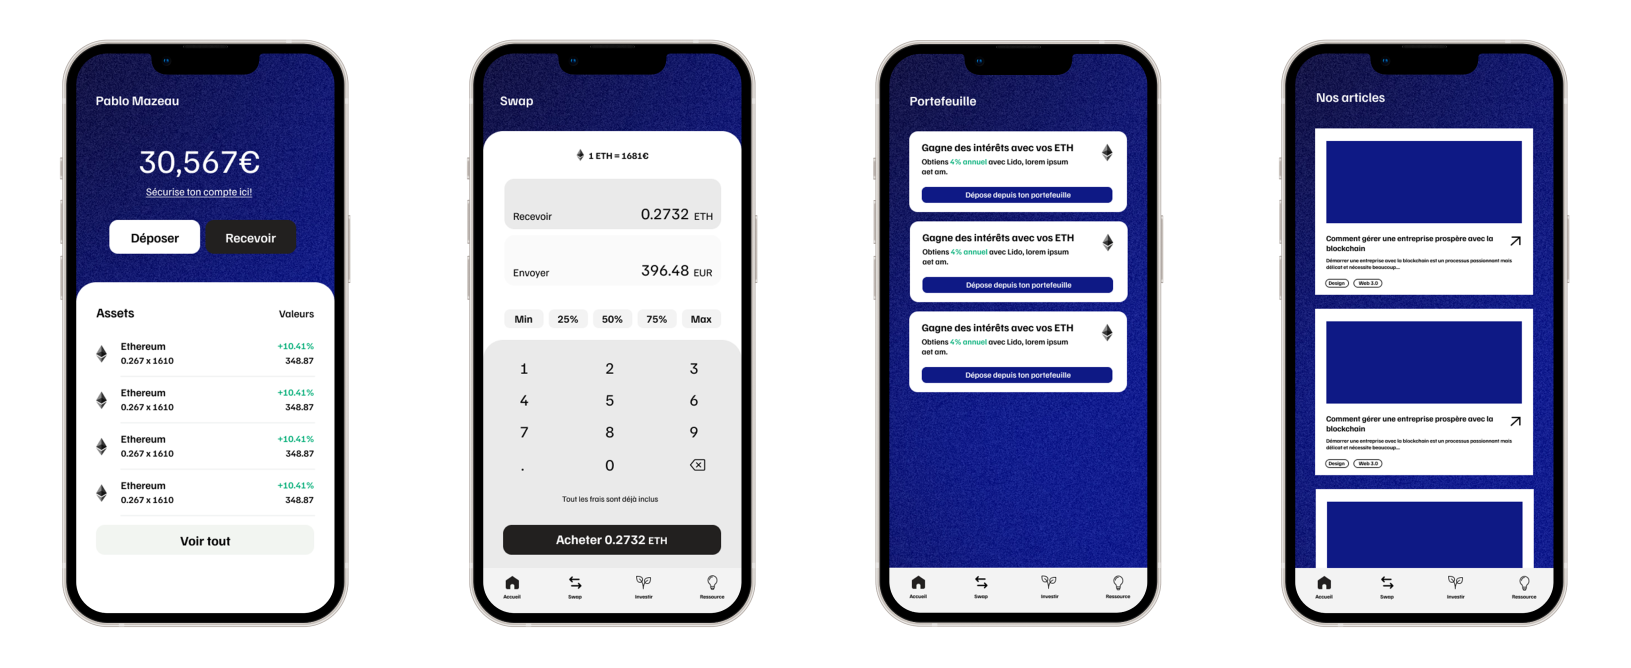 Pablo Mazeau
30,567€
Sécurise ton compte ici!
Déposer Recevoir
Assets Valeurs
Ethereum +10.41%
0.267 x 1610 348.87
Ethereum +10.41%
0.267 x 1610 348.87
Ethereum +10.41%
0.267 x 1610 348.87
Ethereum +10.41%
0.267 x 1610 348.87
Voir tout
Swap
1 ETH = 1681€
Recevoir 0.2732 ETH
Envoyer 396.48 EUR
Min 25% 50% 75% Max
1 2 3
4 5 6
7 8 9
. 0
Tout les frais sont déjà inclus
Acheter 0.2732 ETH
Accueil Swap Investir Ressource
Portefeuille
Gagne des intérêts avec vos ETH
Obtiens 4% annuel avec Lido, lorem ipsum
aet am.
Dépose depuis ton portefeuille
Gagne des intérêts avec vos ETH
Obtiens 4% annuel avec Lido, lorem ipsum
aet am.
Dépose depuis ton portefeuille
Gagne des intérêts avec vos ETH
Obtiens 4% annuel avec Lido, lorem ipsum
aet am.
Dépose depuis ton portefeuille
Accueil Swap Investir Ressource
Nos articles
Comment gérer une entreprise prospère avec la
blockchain
Démarrer une entreprise avec la blockchain est un processus passionnant mais
délicat et nécessite beaucoup...
Design Web 3.0
Comment gérer une entreprise prospère avec la
blockchain
Démarrer une entreprise avec la blockchain est un processus passionnant mais
délicat et nécessite beaucoup...
Design Web 3.0
Accueil Swap Investir Ressource